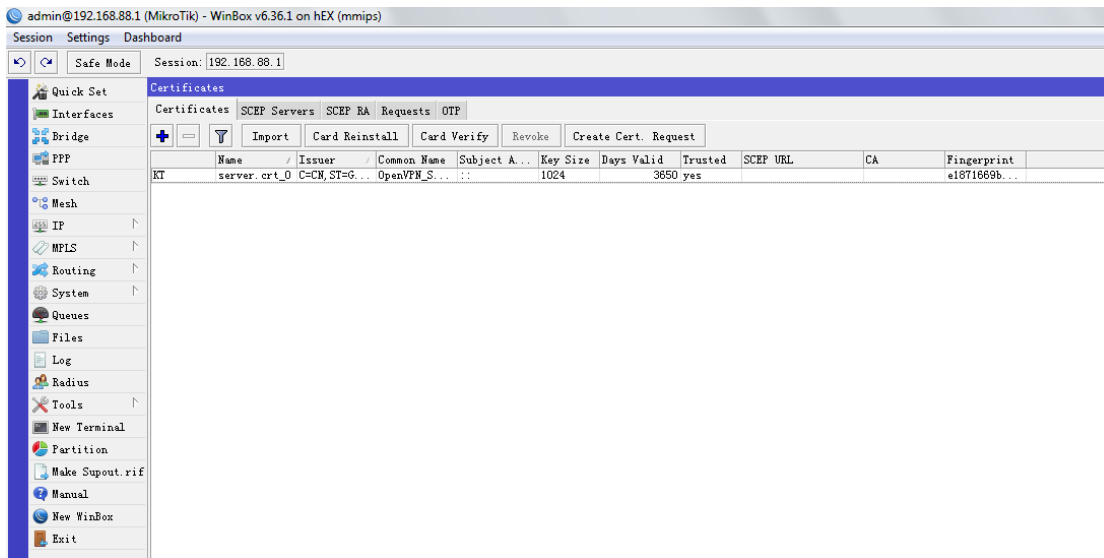 admin@192.168.88.1 (MikroTik) - WinBox v6.36.1 on hEX (mmips)
Session Settings Dashboard
Safe Mode Session: 192.168.88.1
Quick Set
Interfaces
Bridge
PPP
Switch
Mesh
IP
MPLS
Routing
System
Queues
Files
Log
Radius
Tools
New Terminal
Partition
Make Supout.rif
Manual
New WinBox
Exit
Certificates
Certificates SCEP Servers SCEP RA Requests OTP
Import Card Reinstall Card Verify Revoke Create Cert. Request
Name / Issuer / Common Name Subject A... Key Size Days Valid Trusted SCEP URL CA Fingerprint
KT server.crt_0 C=CN,ST=G... OpenVPN_S... :: 1024 3650 yes e1871669b...